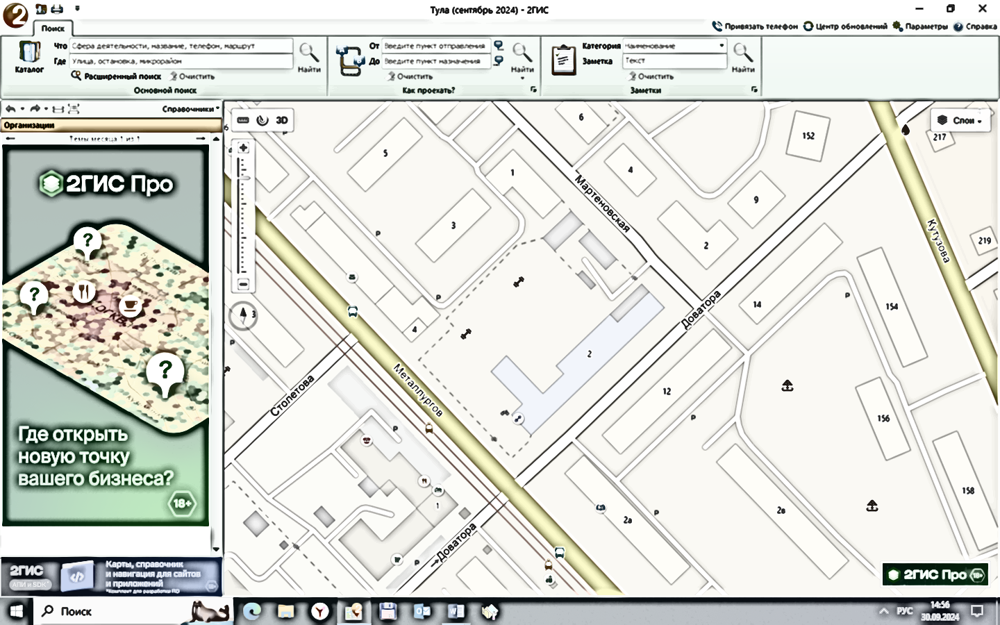 Тула (сентябрь 2024) - 2ГИС
Поиск
Привязать телефон
Центр обновлений
Параметры
Справка
Каталог
Что
Сфера деятельности, название, телефон, маршрут
Где
Улица, остановка, микрорайон
Расширенный поиск
Очистить
Найти
Основной поиск
От
Введите пункт отправления
До
Введите пункт назначения
Очистить
Найти
Как проехать?
Категория
Наименование
Заметка
Текст
Очистить
Найти
Заметки
Справочники
Организации
Темы месяца 1 из 1
2ГИС Про
Где открыть
новую точку
вашего бизнеса?
18+
2ГИС
АПИ и SDK*
Карты, справочник
и навигация для сайтов
и приложений
*Комплект для разработки ПО
3D
Слои
6
152
217
5
4
1
9
Мартеновская
3
2
Кутузова
219
P
P
14
Доватора
P
154
3
4
P
2
Столетова
Металлургов
12
156
P
P
1
2а
P
2в
158
Доватора
P
2ГИС Про
18+
Поиск
РУС
14:56
30.09.2024